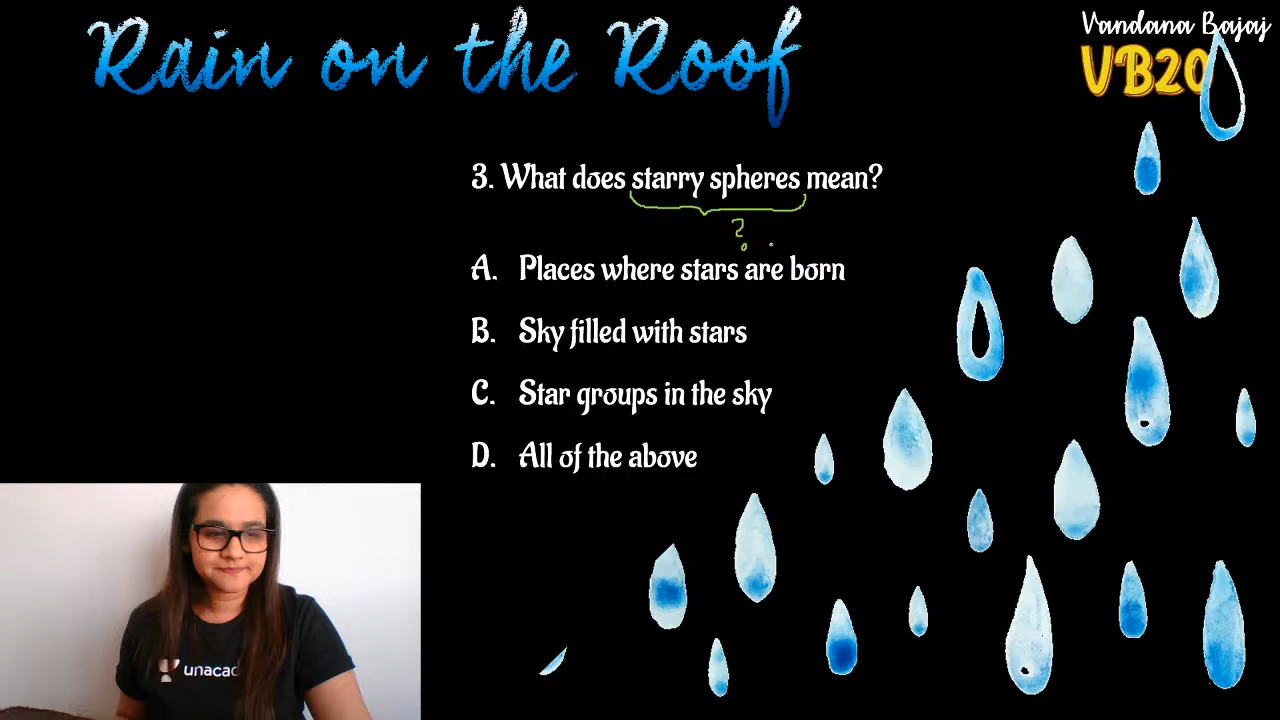 Rain on the Roof
Vandana Bajaj
VB20
3. What does starry spheres mean?
?
A. Places where stars are born
B. Sky filled with stars
C. Star groups in the sky
D. All of the above
unacad